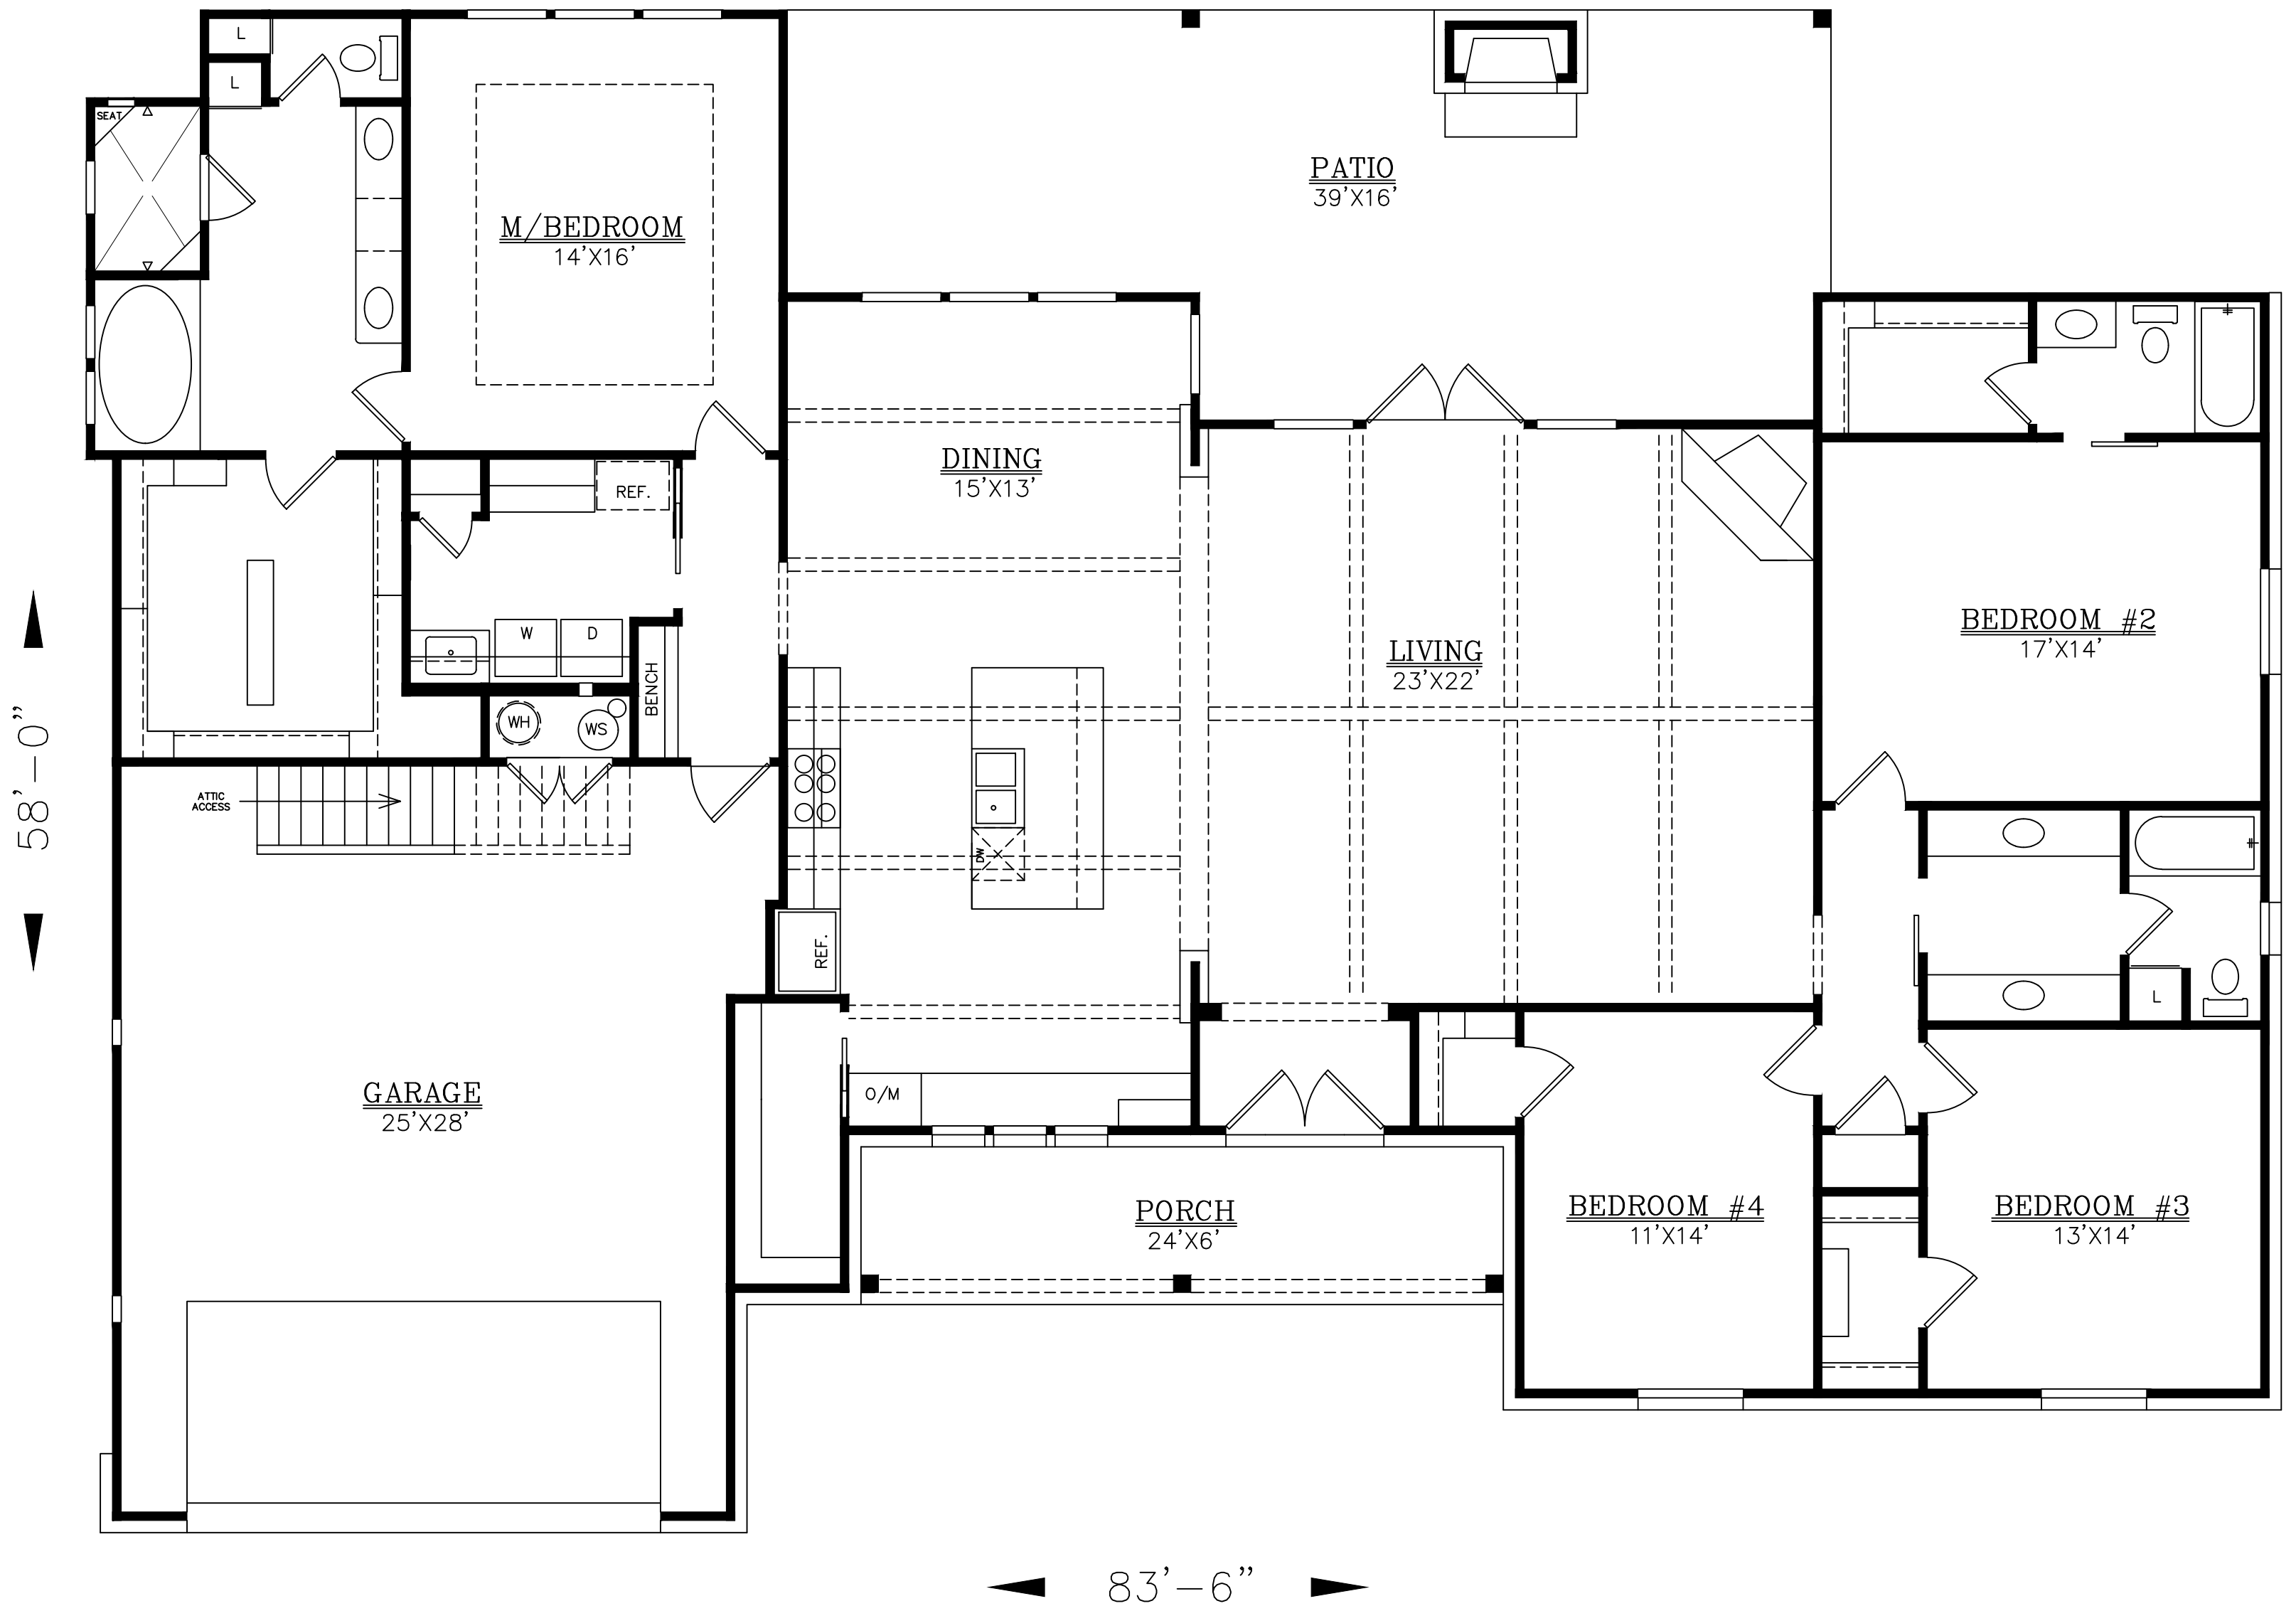 L
L
SEAT
PATIO
39'X16'
M/BEDROOM
14'X16'
DINING
15'X13'
REF.
BEDROOM #2
17'X14'
W
D
LIVING
23'X22'
BENCH
WH
WS
58'-0"
ATTIC
ACCESS
DW
REF.
L
GARAGE
25'X28'
O/M
PORCH
24'X6'
BEDROOM #4
11'X14'
BEDROOM #3
13'X14'
83'-6"